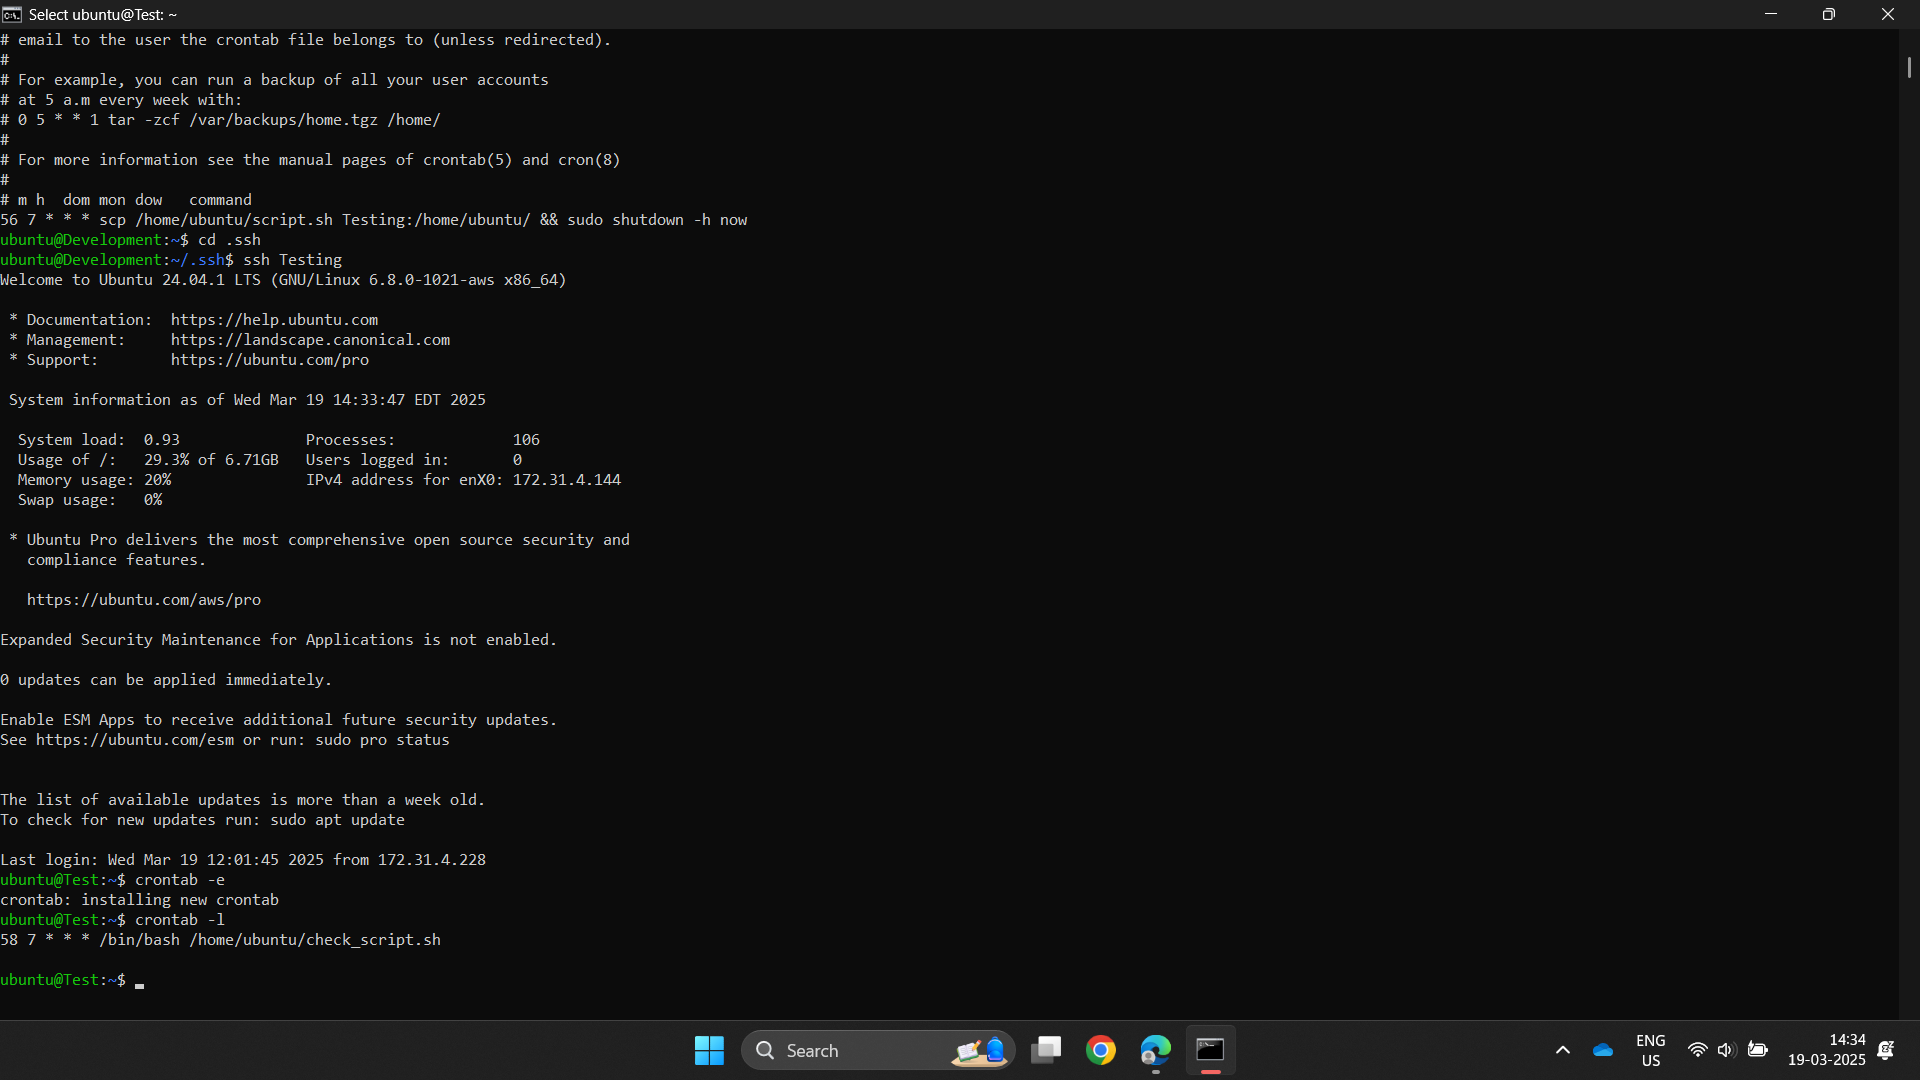 Select ubuntu@Test: ~
# email to the user the crontab file belongs to (unless redirected).
#
# For example, you can run a backup of all your user accounts
# at 5 a.m every week with:
# 0 5 * * 1 tar -zcf /var/backups/home.tgz /home/
#
# For more information see the manual pages of crontab(5) and cron(8)
#
# m h  dom mon dow   command
56 7 * * * scp /home/ubuntu/script.sh Testing:/home/ubuntu/ && sudo shutdown -h now
ubuntu@Development:~$ cd .ssh
ubuntu@Development:~/.ssh$ ssh Testing
Welcome to Ubuntu 24.04.1 LTS (GNU/Linux 6.8.0-1021-aws x86_64)

 * Documentation:  https://help.ubuntu.com
 * Management:     https://landscape.canonical.com
 * Support:        https://ubuntu.com/pro

 System information as of Wed Mar 19 14:33:47 EDT 2025

  System load:  0.93              Processes:             106
  Usage of /:   29.3% of 6.71GB   Users logged in:       0
  Memory usage: 20%               IPv4 address for enX0: 172.31.4.144
  Swap usage:   0%

 * Ubuntu Pro delivers the most comprehensive open source security and
   compliance features.

   https://ubuntu.com/aws/pro

Expanded Security Maintenance for Applications is not enabled.

0 updates can be applied immediately.

Enable ESM Apps to receive additional future security updates.
See https://ubuntu.com/esm or run: sudo pro status

The list of available updates is more than a week old.
To check for new updates run: sudo apt update

Last login: Wed Mar 19 12:01:45 2025 from 172.31.4.228
ubuntu@Test:~$ crontab -e
crontab: installing new crontab
ubuntu@Test:~$ crontab -l
58 7 * * * /bin/bash /home/ubuntu/check_script.sh

ubuntu@Test:~$
Search
ENG
US
14:34
19-03-2025